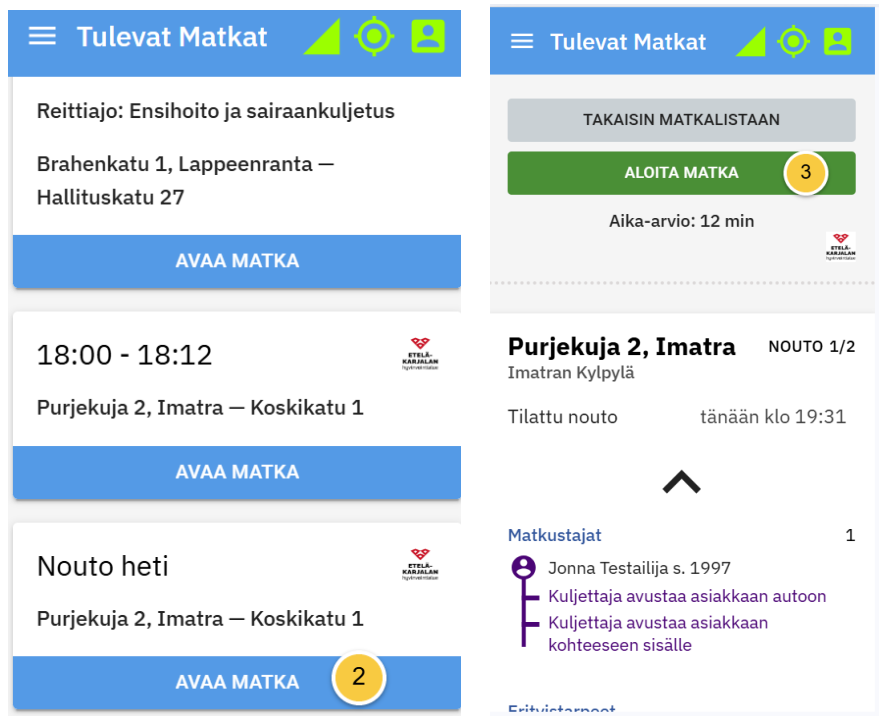 Tulevat Matkat
Reittiajo: Ensihoito ja sairaankuljetus
Brahenkatu 1, Lappeenranta —
Hallituskatu 27
AVAA MATKA
18:00 - 18:12
ETELÄ-
KARJALAN
hyvinvointialue
Purjekuja 2, Imatra — Koskikatu 1
AVAA MATKA
Nouto heti
ETELÄ-
KARJALAN
hyvinvointialue
Purjekuja 2, Imatra — Koskikatu 1
AVAA MATKA
2
Tulevat Matkat
TAKAISIN MATKALISTAAN
ALOITA MATKA
3
Aika-arvio: 12 min
ETELÄ-
KARJALAN
hyvinvointialue
Purjekuja 2, Imatra NOUTO 1/2
Imatran Kylpylä
Tilattu nouto tänään klo 19:31
Matkustajat 1
Jonna Testailija s. 1997
Kuljettaja avustaa asiakkaan autoon
Kuljettaja avustaa asiakkaan
kohteeseen sisälle
Erityistarpeet